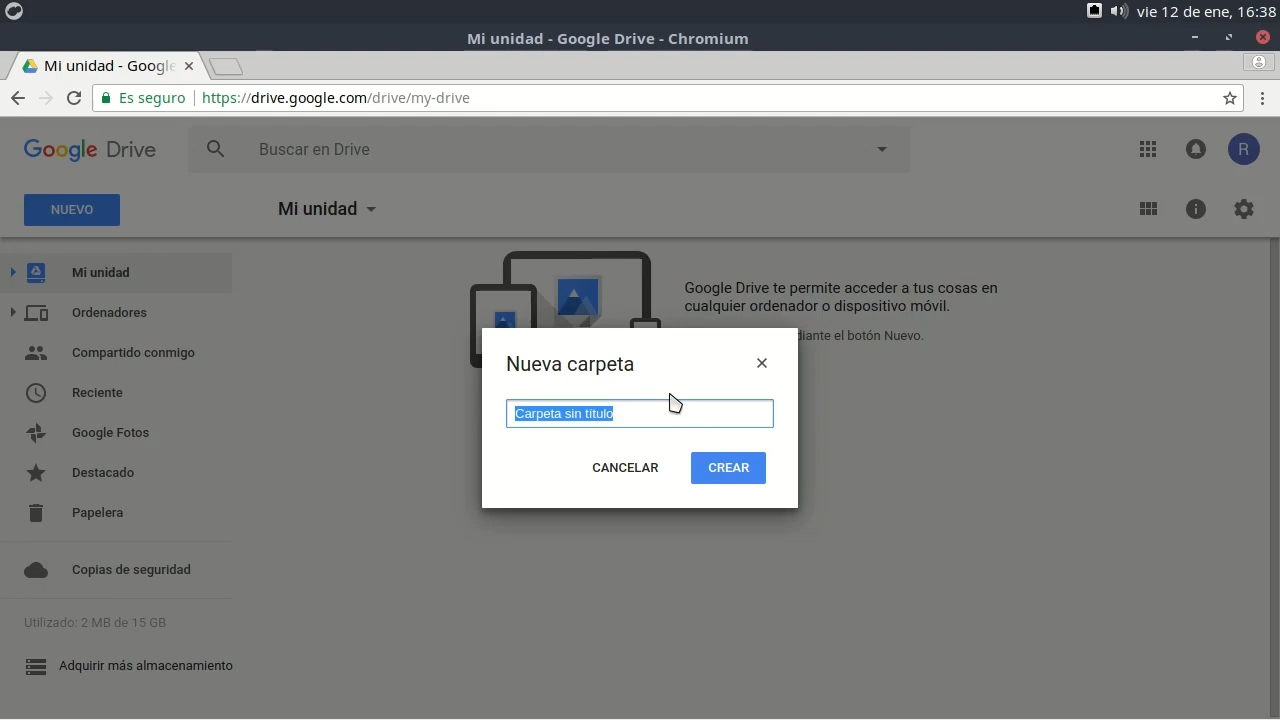 vie 12 de ene, 16:38
Mi unidad - Google Drive - Chromium
Mi unidad - Google
Es seguro
https://drive.google.com/drive/my-drive
Google Drive
Buscar en Drive
R
NUEVO
Mi unidad
Mi unidad
Ordenadores
Compartido conmigo
Reciente
Google Fotos
Destacado
Papelera
Copias de seguridad
Utilizado: 2 MB de 15 GB
Adquirir más almacenamiento
Google Drive te permite acceder a tus cosas en
cualquier ordenador o dispositivo móvil.
diante el botón Nuevo.
Nueva carpeta
Carpeta sin título
CANCELAR
CREAR